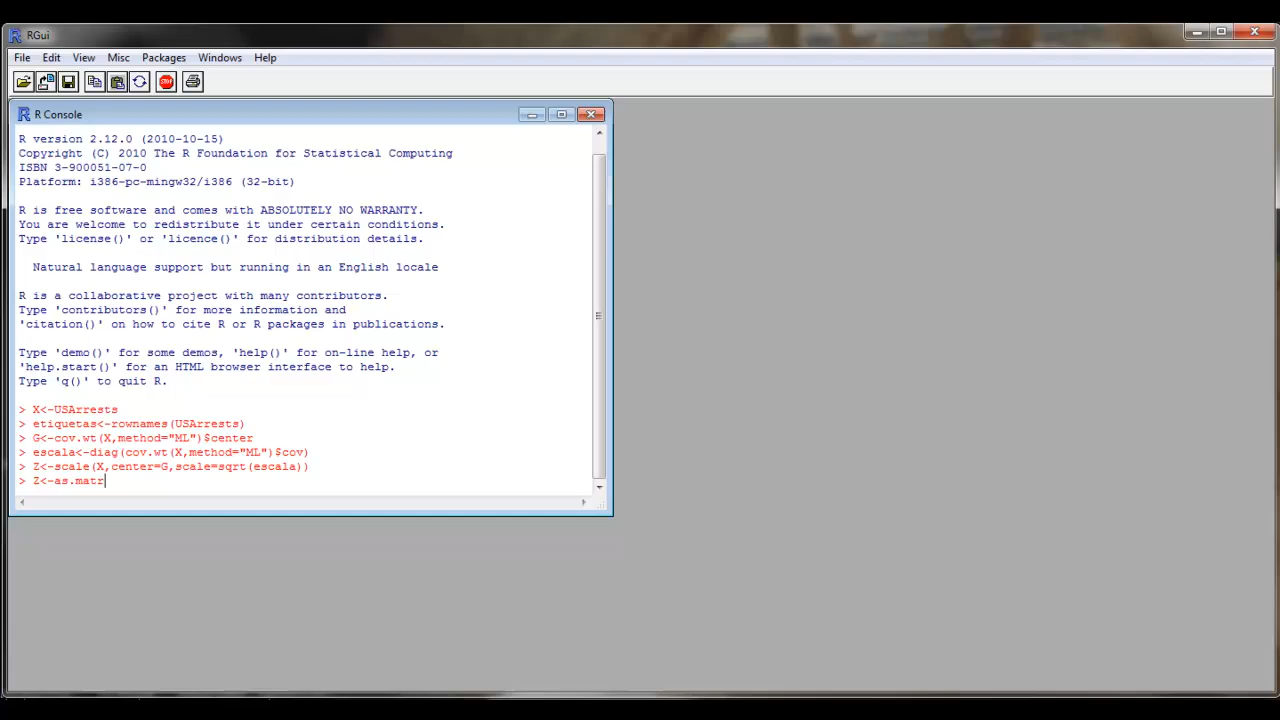 RGui
File Edit View Misc Packages Windows Help
STOP
R Console
R version 2.12.0 (2010-10-15)
Copyright (C) 2010 The R Foundation for Statistical Computing
ISBN 3-900051-07-0
Platform: i386-pc-mingw32/i386 (32-bit)
R is free software and comes with ABSOLUTELY NO WARRANTY.
You are welcome to redistribute it under certain conditions.
Type 'license()' or 'licence()' for distribution details.
Natural language support but running in an English locale
R is a collaborative project with many contributors.
Type 'contributors()' for more information and
'citation()' on how to cite R or R packages in publications.
Type 'demo()' for some demos, 'help()' for on-line help, or
'help.start()' for an HTML browser interface to help.
Type 'q()' to quit R.
> X<-USArrests
> etiquetas<-rownames(USArrests)
> G<-cov.wt(X,method="ML")$center
> escala<-diag(cov.wt(X,method="ML")$cov)
> Z<-scale(X,center=G,scale=sqrt(escala))
> Z<-as.matr